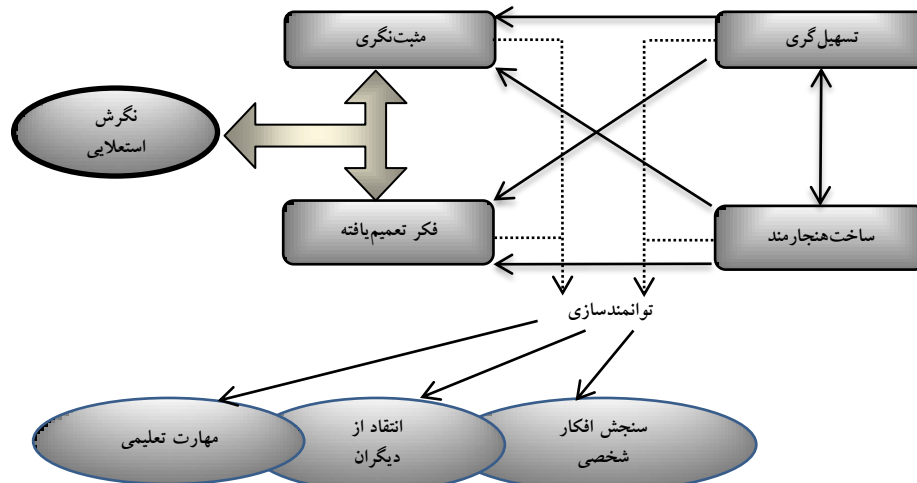 تسهیل‌گری
مثبت‌نگری
نگرش
استعلایی
ساخت‌هنجارمند
فکر تعمیم‌یافته
توانمندسازی
سنجش افکار
شخصی
انتقاد از
دیگران
مهارت تعلیمی